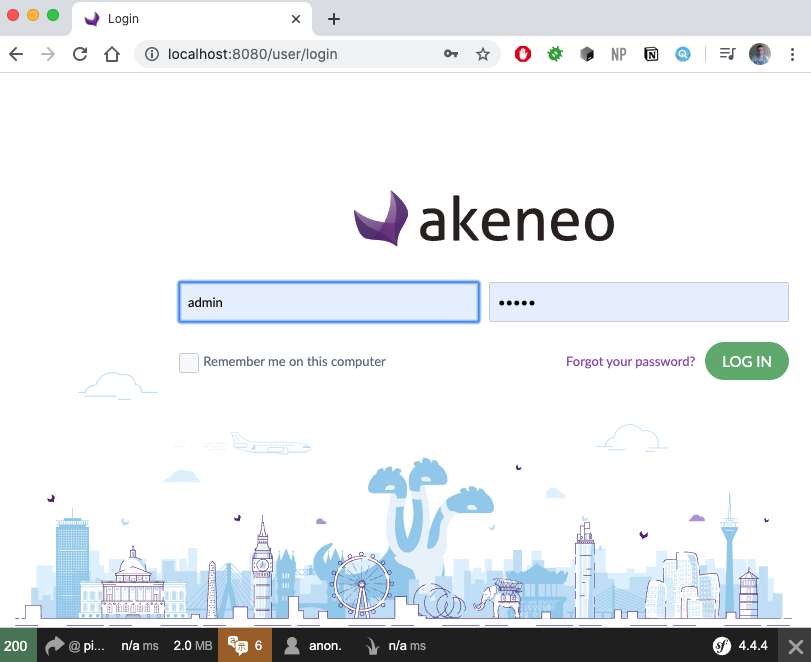 Login
localhost:8080/user/login
NP
akeneo
admin
•••••
Remember me on this computer
Forgot your password?
LOG IN
200 @ pi... n/a ms 2.0 MB 6 anon. n/a ms sf 4.4.4